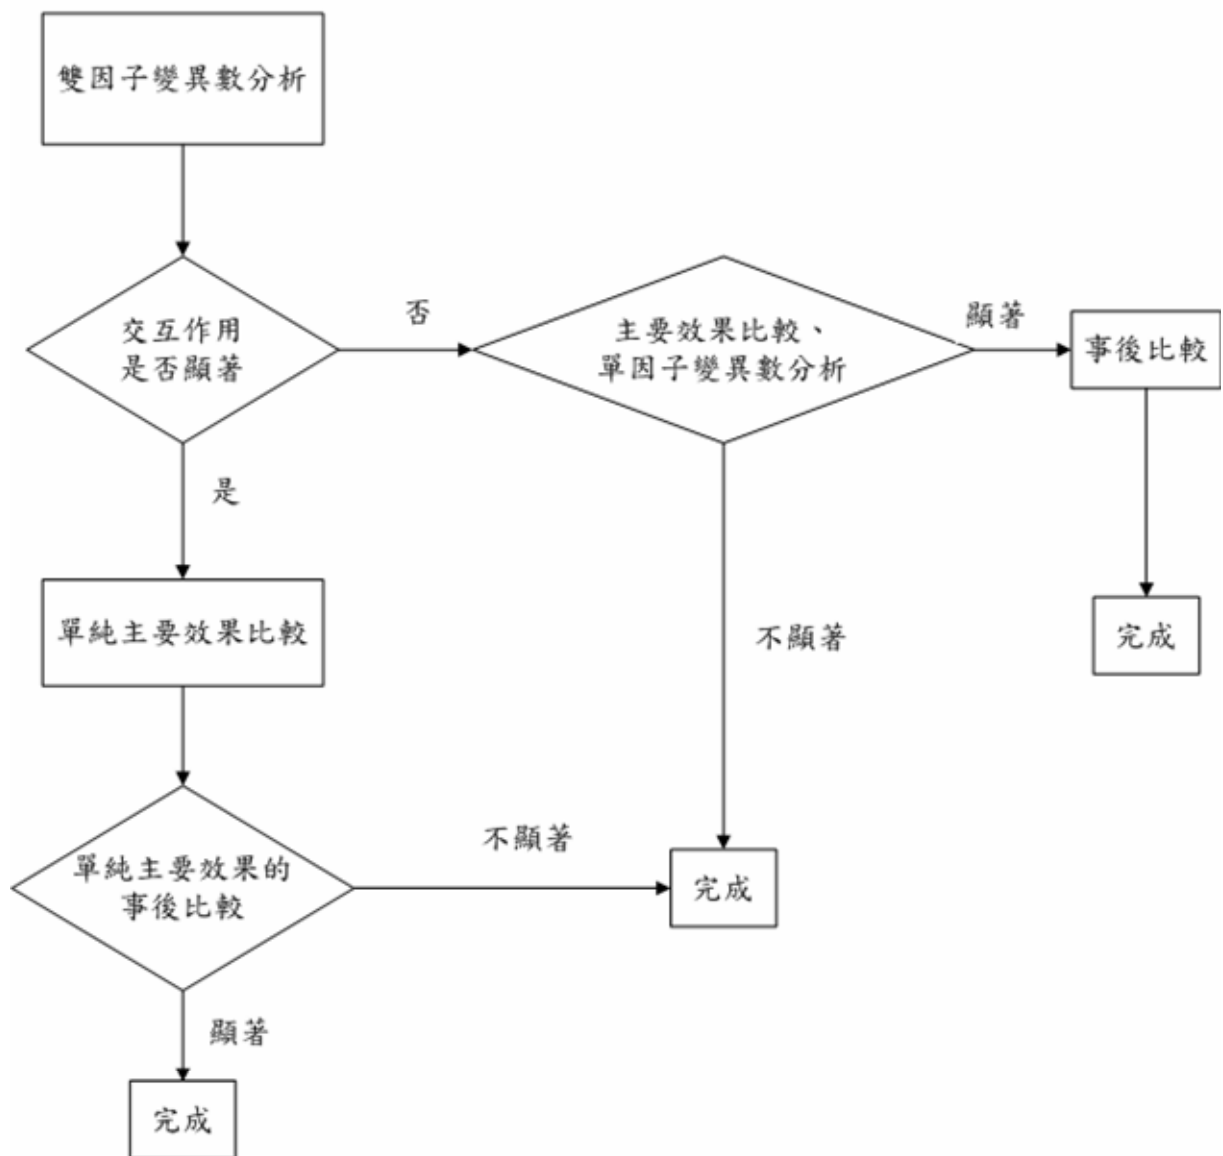 雙因子變異數分析
交互作用
是否顯著
否
主要效果比較、
單因子變異數分析
顯著
事後比較
是
單純主要效果比較
不顯著
完成
單純主要效果的
事後比較
不顯著
完成
顯著
完成